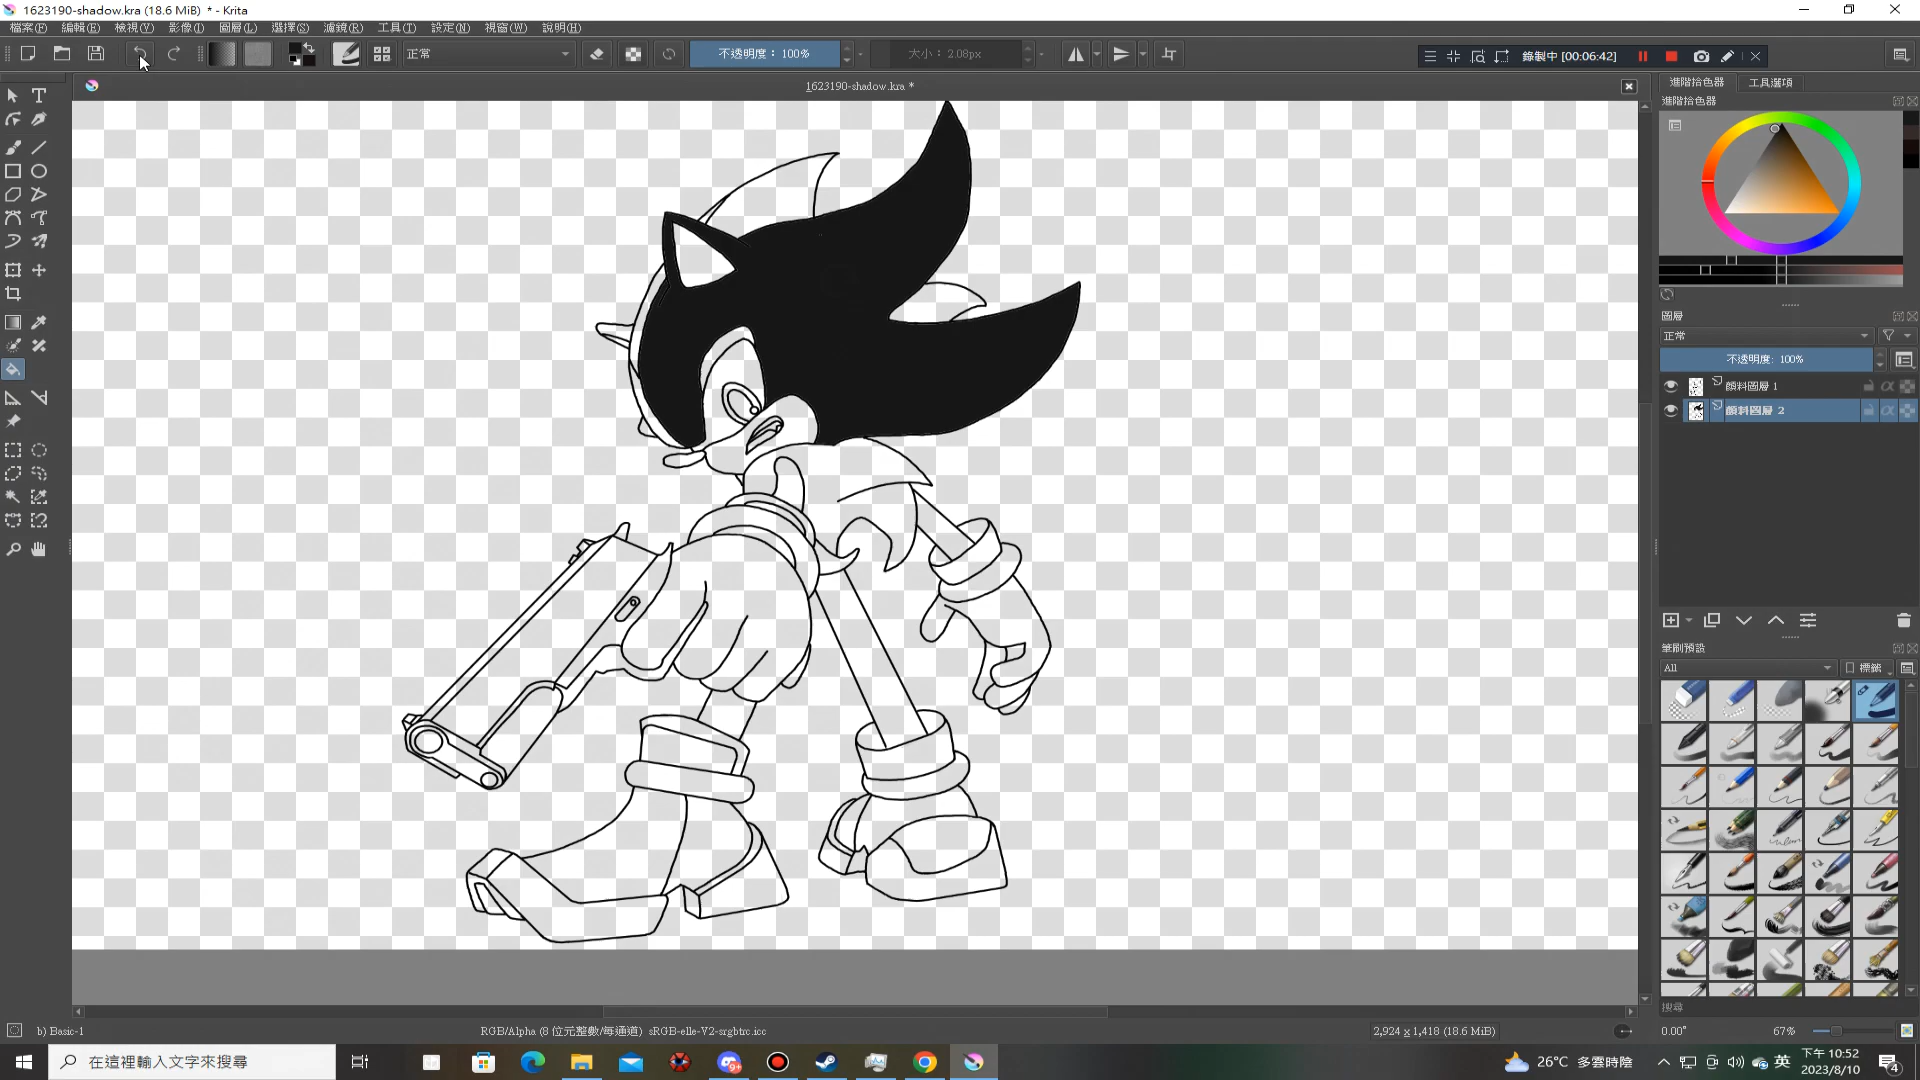 1623190-shadow.kra (18.6 MiB) * - Krita
檔案(F) 編輯(E) 檢視(V) 影像(I) 圖層(L) 選擇(S) 濾鏡(R) 工具(T) 設定(N) 視窗(W) 說明(H)
正常
不透明度：100%
大小：2.08px
錄製中 [00:06:42]
1623190-shadow.kra *
進階拾色器 工具選項
進階拾色器
圖層
正常
不透明度: 100%
顏料圖層 1
顏料圖層 2
筆刷預設
All
標籤
搜尋
b) Basic-1
RGB/Alpha (8 位元整數/每通道) sRGB-elle-V2-srgbtrc.icc
2,924 x 1,418 (18.6 MiB)
0.00°
67%
在這裡輸入文字來搜尋
9+
26°C 多雲時陰
英
下午 10:52
2023/8/10
4